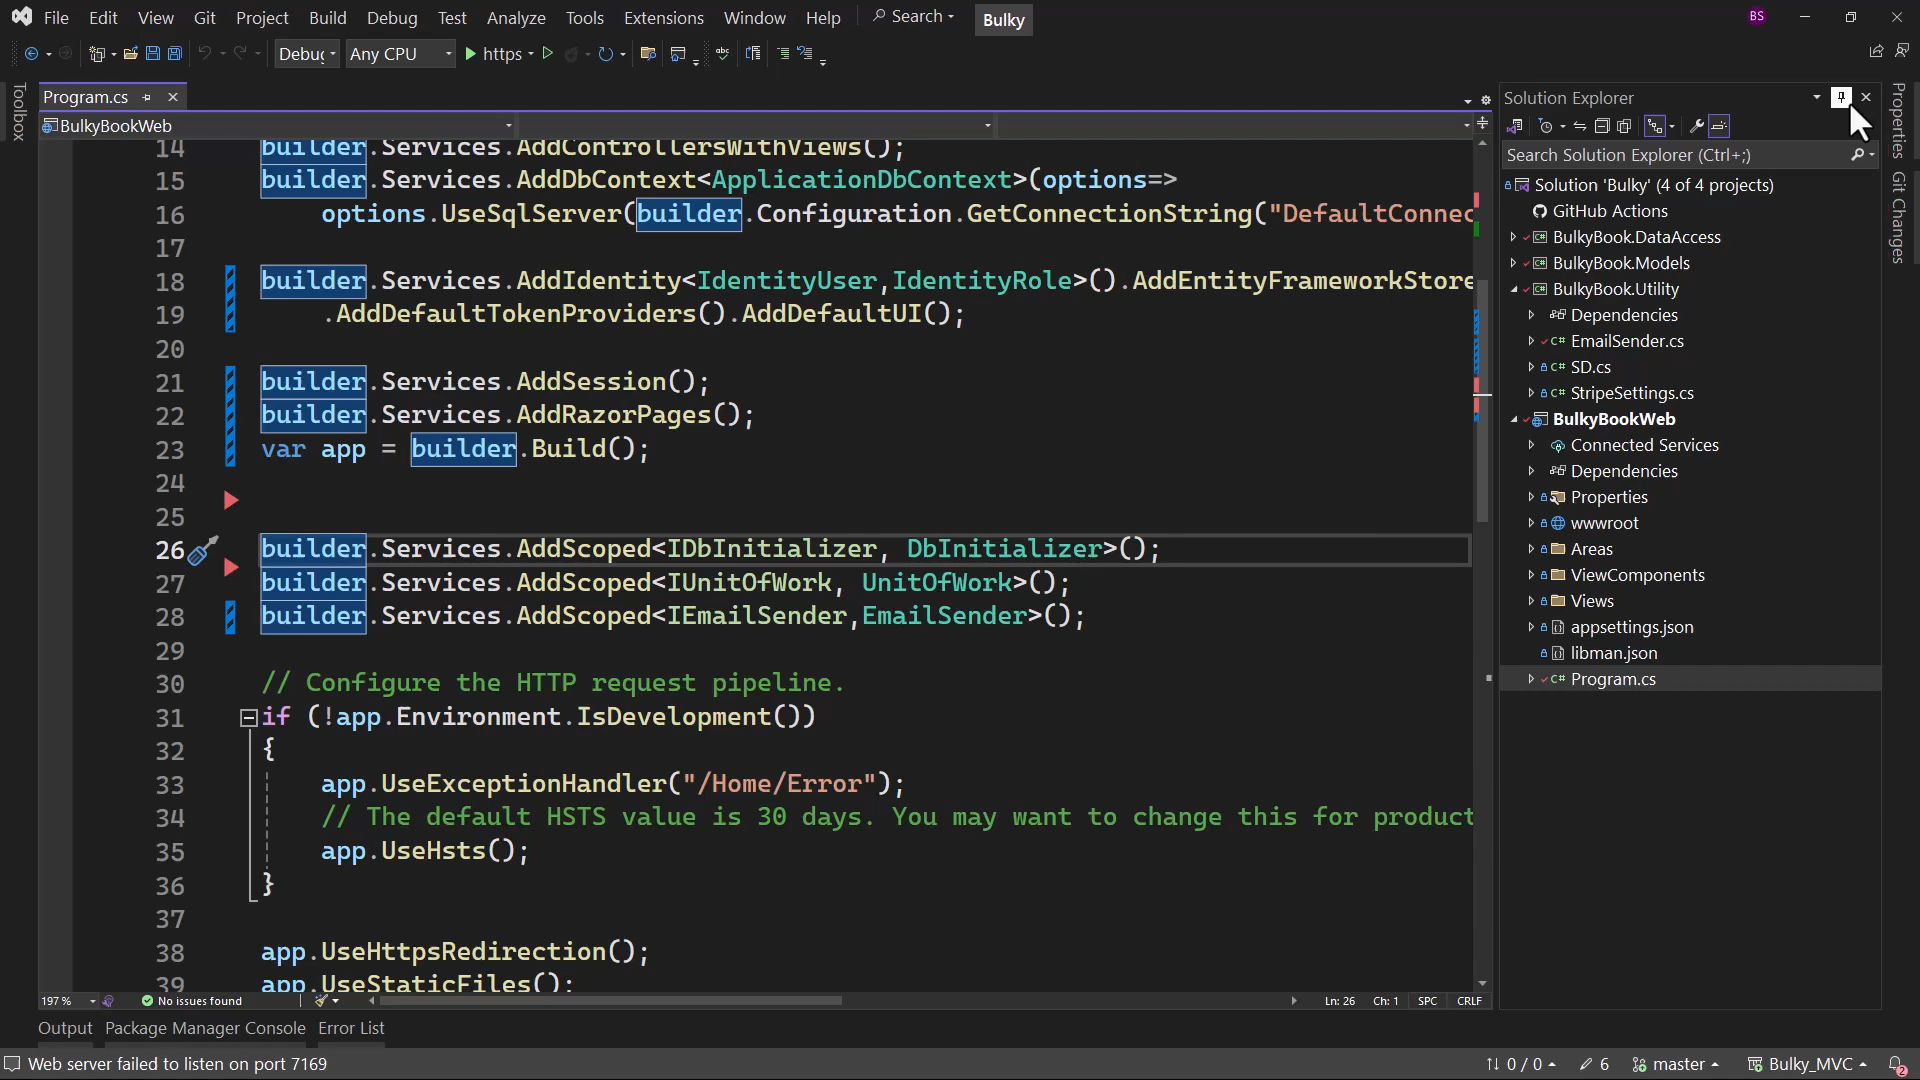 File Edit View Git Project Build Debug Test Analyze Tools Extensions Window Help Search Bulky BS
Debug Any CPU https
Toolbox
Program.cs
BulkyBookWeb
14 builder.Services.AddControllersWithViews();
15 builder.Services.AddDbContext<ApplicationDbContext>(options=>
16 options.UseSqlServer(builder.Configuration.GetConnectionString("DefaultConnec
17
18 builder.Services.AddIdentity<IdentityUser,IdentityRole>().AddEntityFrameworkStore
19 .AddDefaultTokenProviders().AddDefaultUI();
20
21 builder.Services.AddSession();
22 builder.Services.AddRazorPages();
23 var app = builder.Build();
24
25
26 builder.Services.AddScoped<IDbInitializer, DbInitializer>();
27 builder.Services.AddScoped<IUnitOfWork, UnitOfWork>();
28 builder.Services.AddScoped<IEmailSender,EmailSender>();
29
30 // Configure the HTTP request pipeline.
31 if (!app.Environment.IsDevelopment())
32 {
33 app.UseExceptionHandler("/Home/Error");
34 // The default HSTS value is 30 days. You may want to change this for product
35 app.UseHsts();
36 }
37
38 app.UseHttpsRedirection();
39 app.UseStaticFiles();
197 % No issues found Ln: 26 Ch: 1 SPC CRLF
Solution Explorer
Search Solution Explorer (Ctrl+;)
Solution 'Bulky' (4 of 4 projects)
GitHub Actions
BulkyBook.DataAccess
BulkyBook.Models
BulkyBook.Utility
Dependencies
C# EmailSender.cs
C# SD.cs
C# StripeSettings.cs
BulkyBookWeb
Connected Services
Dependencies
Properties
wwwroot
Areas
ViewComponents
Views
appsettings.json
libman.json
C# Program.cs
Properties
Git Changes
Output Package Manager Console Error List
Web server failed to listen on port 7169 0 / 0 6 master Bulky_MVC 2